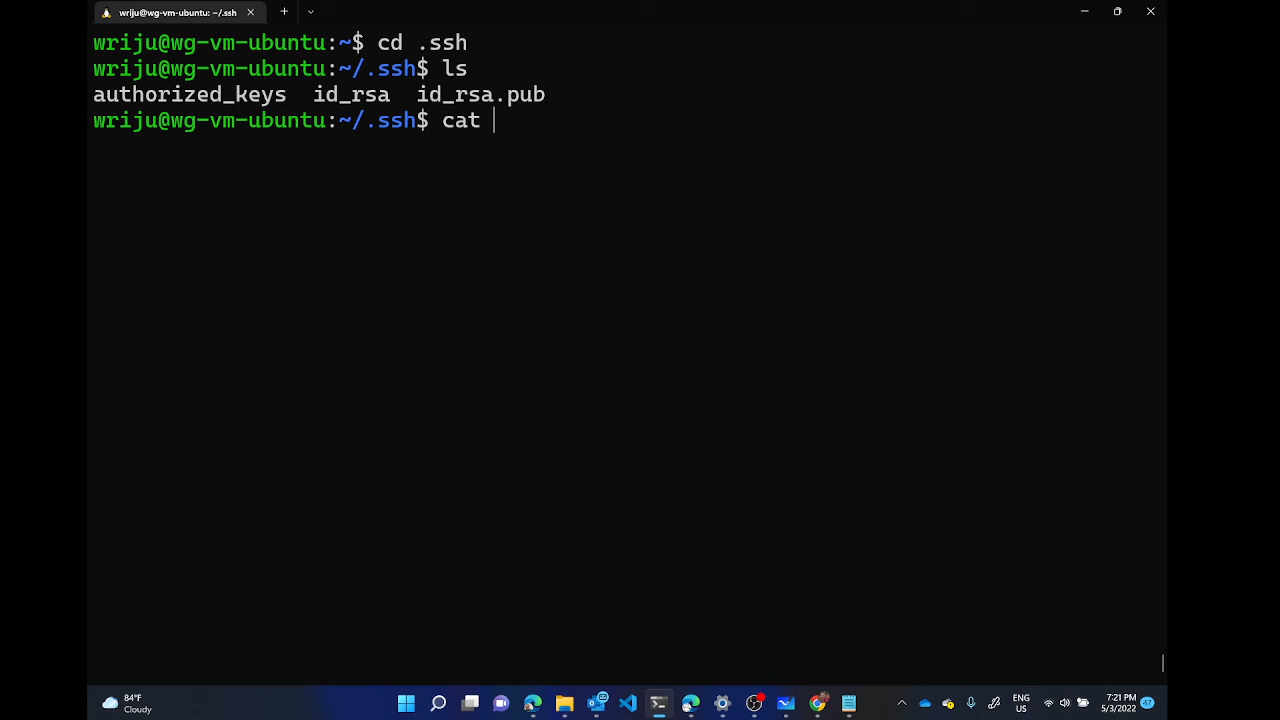 wriju@wg-vm-ubuntu: ~/.ssh
wriju@wg-vm-ubuntu:~$ cd .ssh
wriju@wg-vm-ubuntu:~/.ssh$ ls
authorized_keys  id_rsa  id_rsa.pub
wriju@wg-vm-ubuntu:~/.ssh$ cat
84°F
Cloudy
ENG
US
7:21 PM
5/3/2022
47